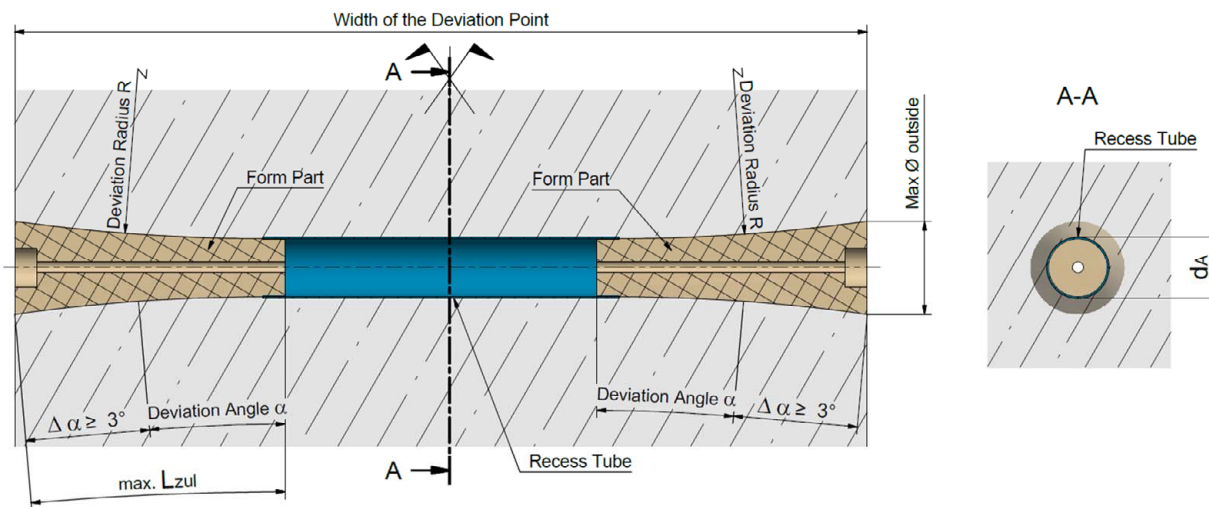 Width of the Deviation Point
A
A-A
Deviation Radius R
Deviation Radius R
Max Ø outside
Recess Tube
Form Part
Form Part
dA
Deviation Angle α
Δ α ≥ 3°
Δ α ≥ 3°
Deviation Angle α
A
Recess Tube
max. Lzul